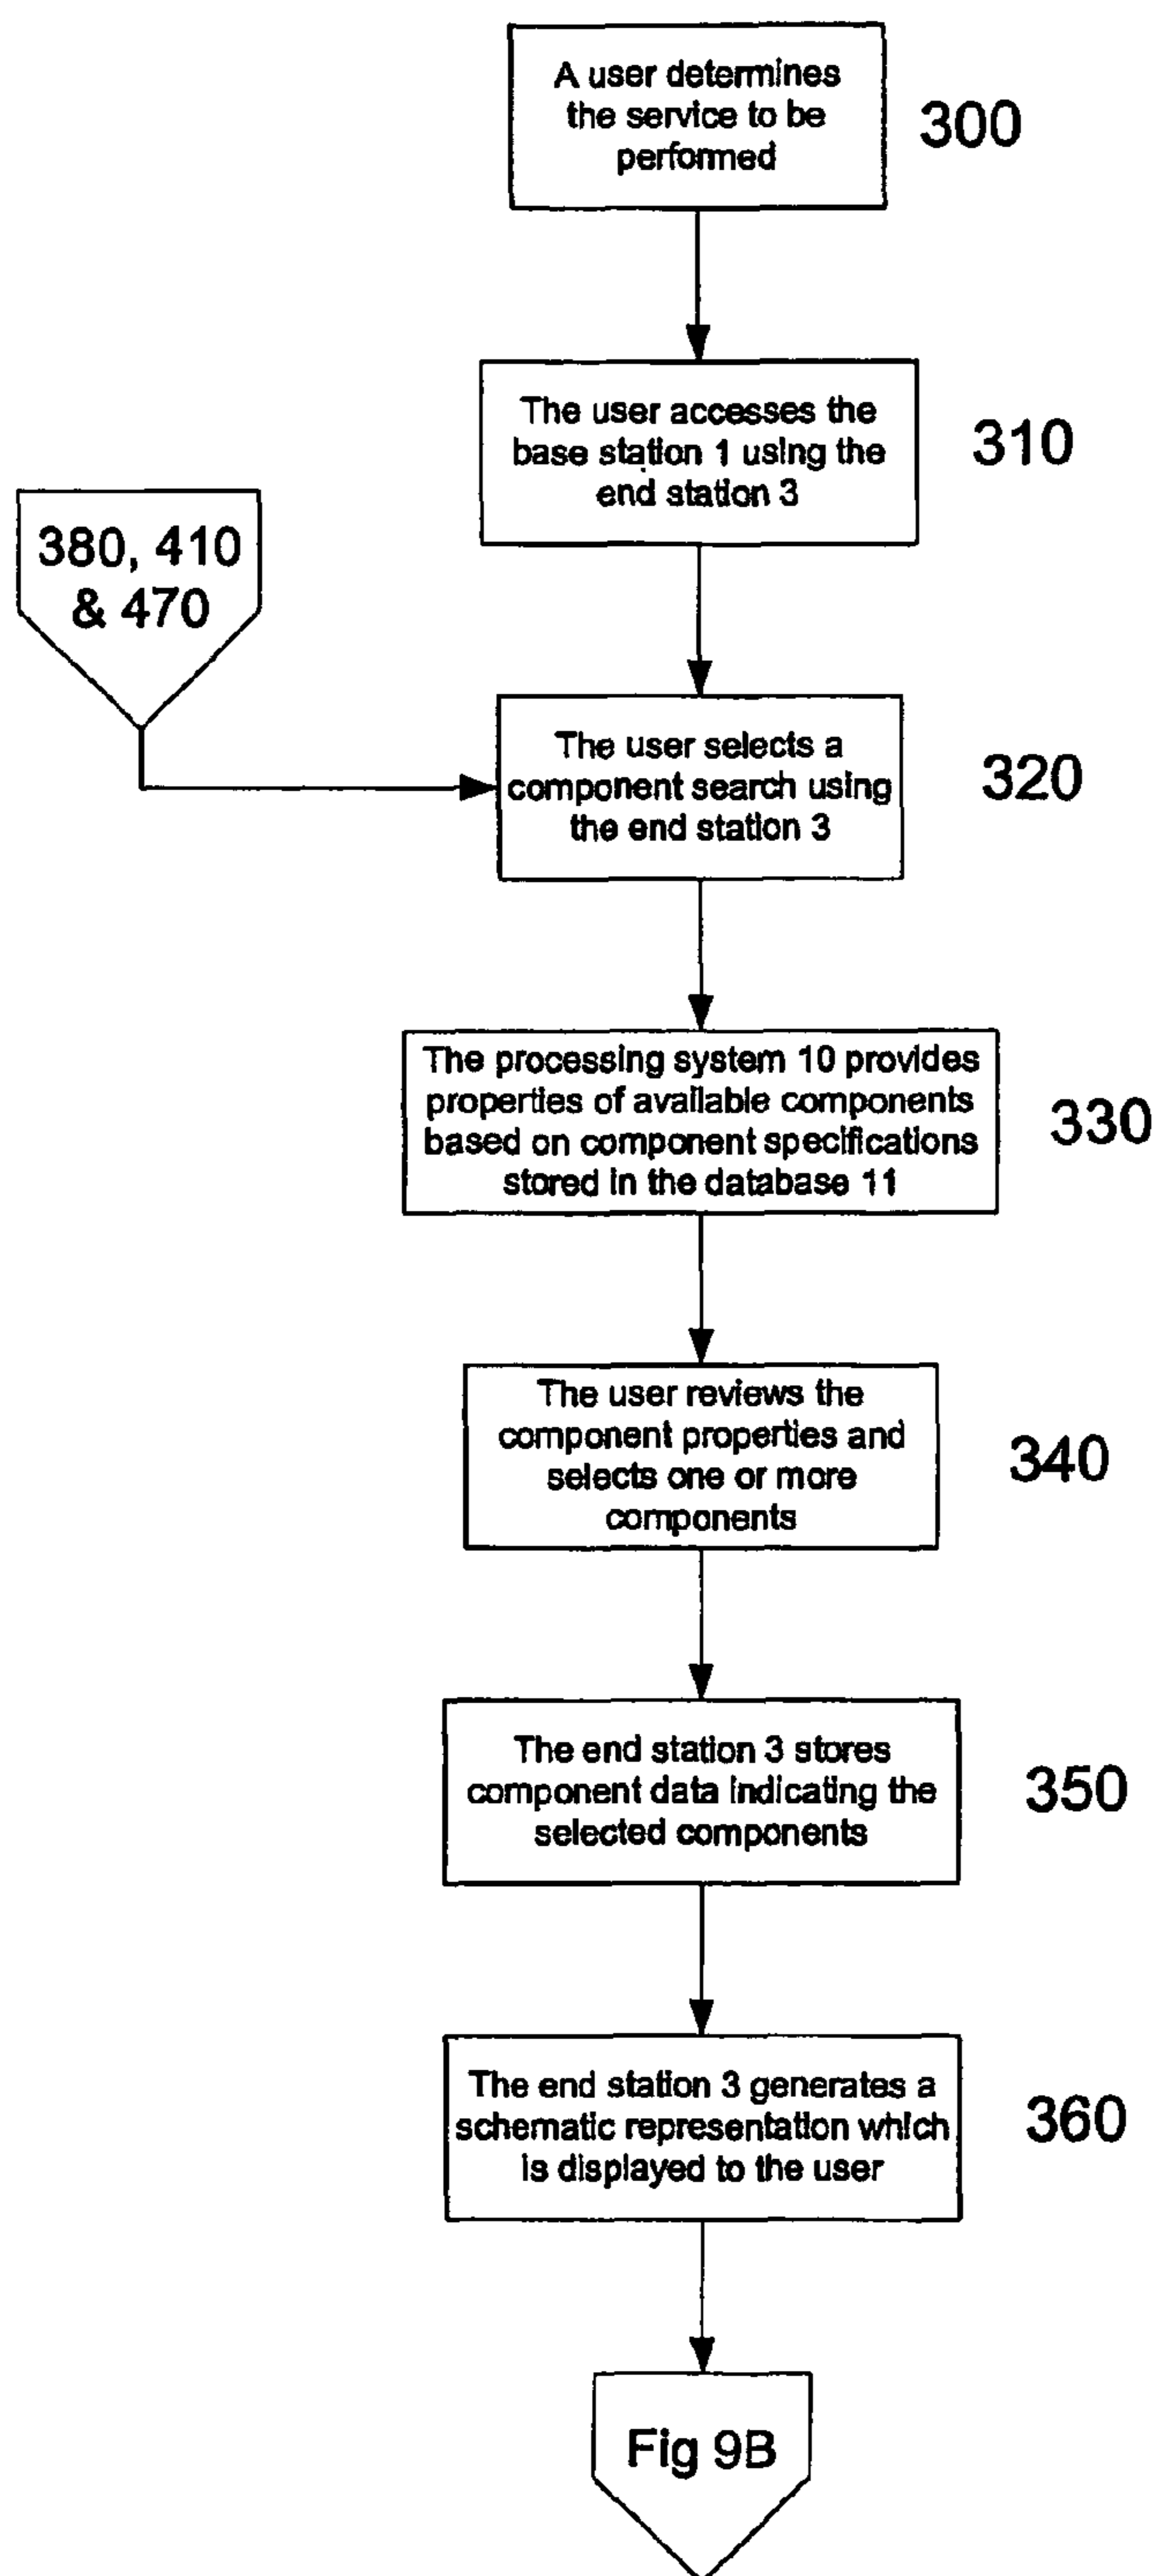 A user determines
the service to be
performed
300
The user accesses the
base station 1 using the
end station 3
310
380, 410
& 470
The user selects a
component search using
the end station 3
320
The processing system 10 provides
properties of available components
based on component specifications
stored in the database 11
330
The user reviews the
component properties and
selects one or more
components
340
The end station 3 stores
component data indicating the
selected components
350
The end station 3 generates a
schematic representation which
is displayed to the user
360
Fig 9B